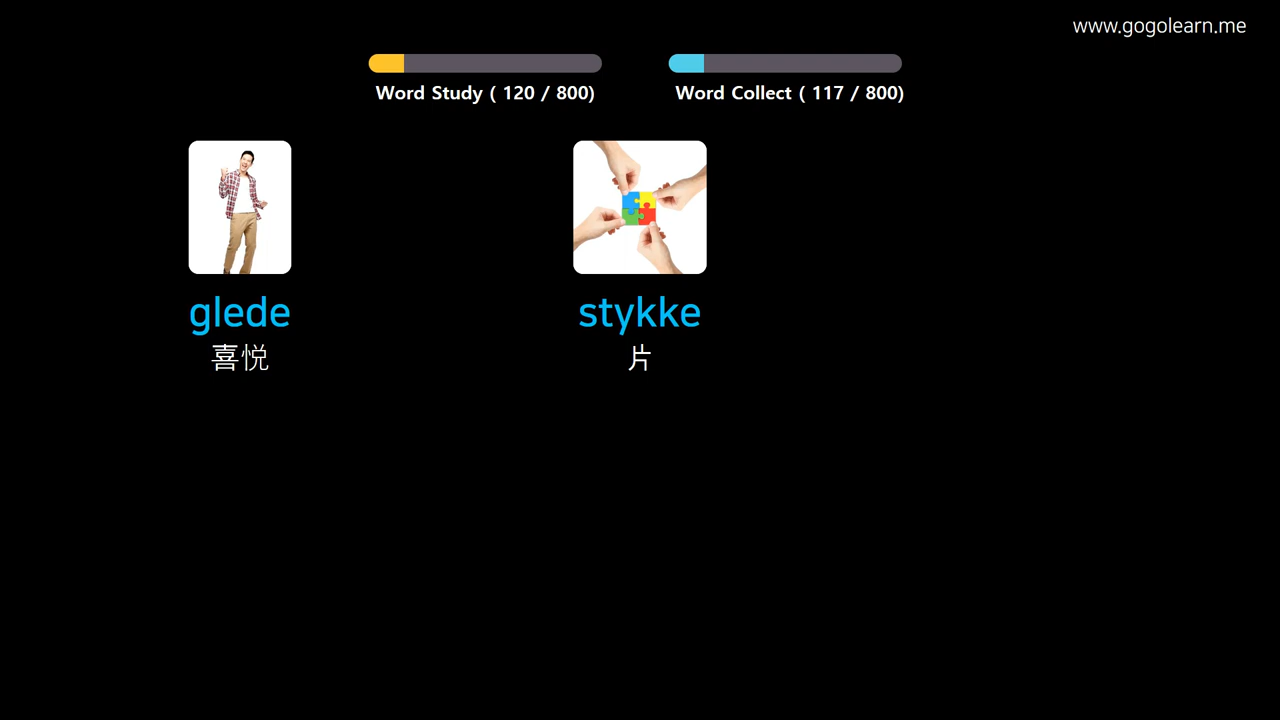 www.gogolearn.me
Word Study ( 120 / 800)
Word Collect ( 117 / 800)
glede
stykke
喜悦
片